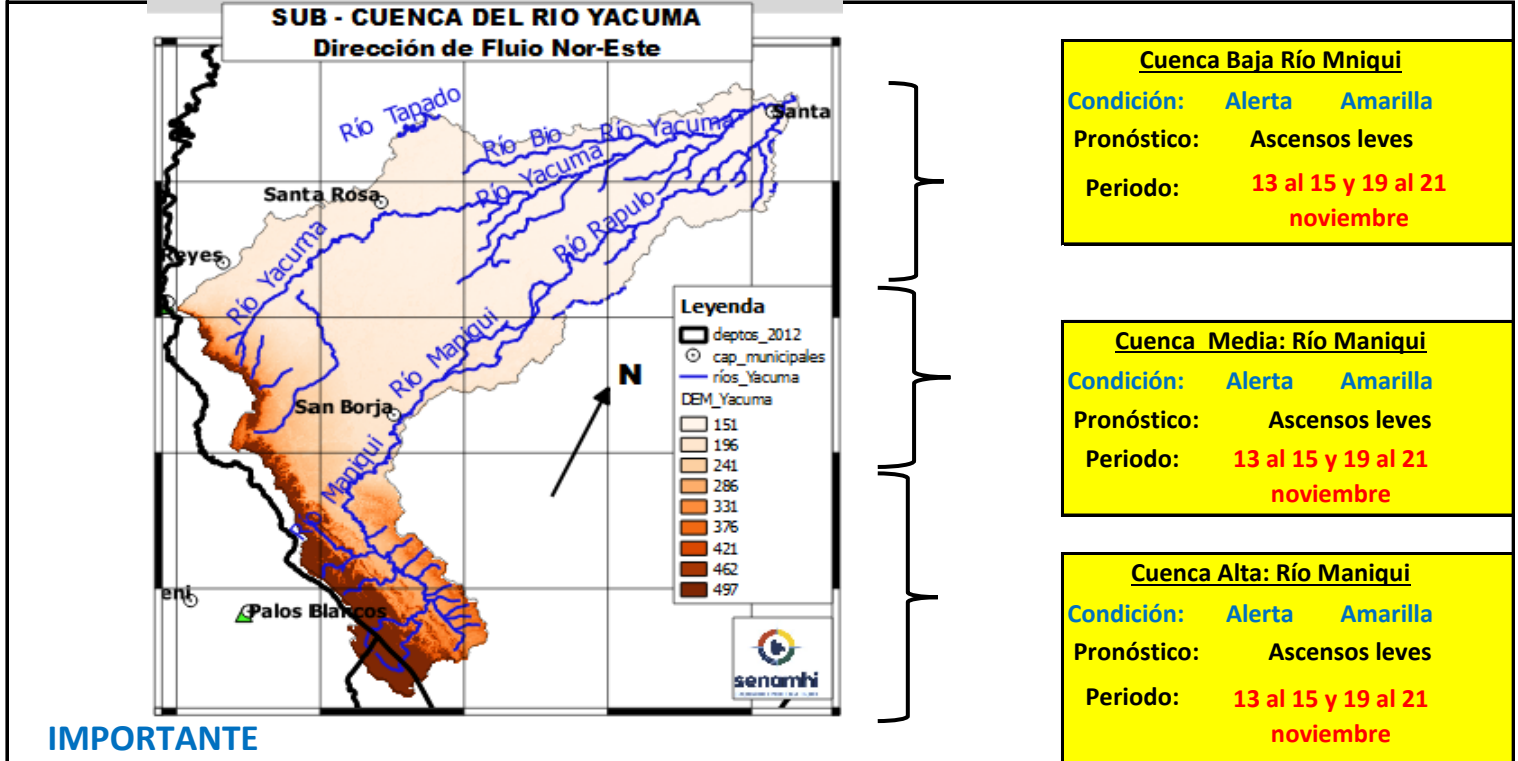 SUB - CUENCA DEL RIO YACUMA
Dirección de Fluio Nor-Este
Río Tapado
Río Bio
Río Yacuma
Santa
Río Yacuma
Santa Rosa
Río Rapulo
Reyes
Río Yacuma
Río Maniqui
San Borja
Río Maniqui
Río Maniqui
eni
Palos Blancos
Leyenda
deptos_2012
cap_municipales
ríos_Yacuma
DEM_Yacuma
151
196
241
286
331
376
421
462
497
N
senamhi
IMPORTANTE
Cuenca Baja Río Mniqui
Condición: Alerta Amarilla
Pronóstico: Ascensos leves
Periodo: 13 al 15 y 19 al 21
noviembre
Cuenca Media: Río Maniqui
Condición: Alerta Amarilla
Pronóstico: Ascensos leves
Periodo: 13 al 15 y 19 al 21
noviembre
Cuenca Alta: Río Maniqui
Condición: Alerta Amarilla
Pronóstico: Ascensos leves
Periodo: 13 al 15 y 19 al 21
noviembre